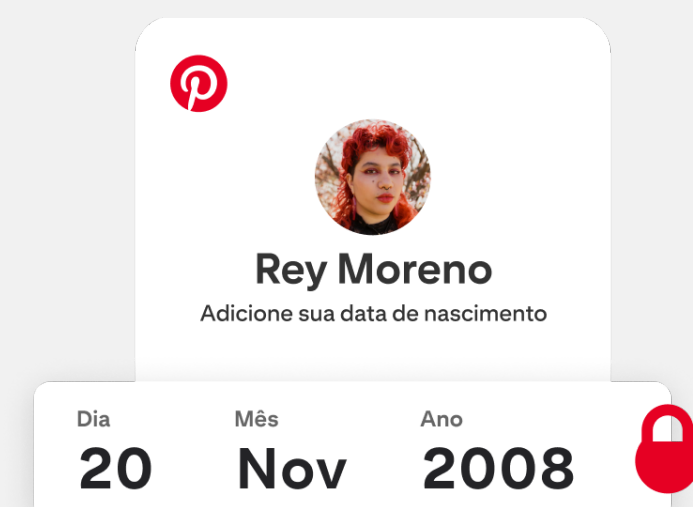 Rey Moreno
Adicione sua data de nascimento
Dia Mês Ano
20 Nov 2008